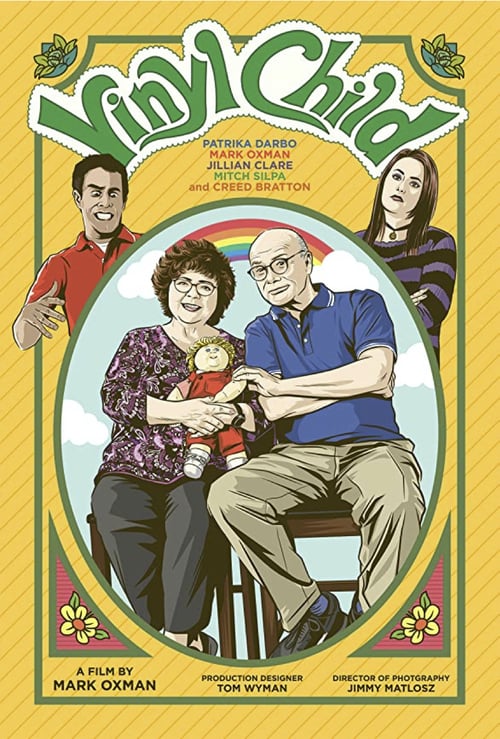 Vinyl Child
PATRIKA DARBO
MARK OXMAN
JILLIAN CLARE
MITCH SILPA
and CREED BRATTON
A FILM BY
MARK OXMAN
PRODUCTION DESIGNER
TOM WYMAN
DIRECTOR OF PHOTGRAPHY
JIMMY MATLOSZ